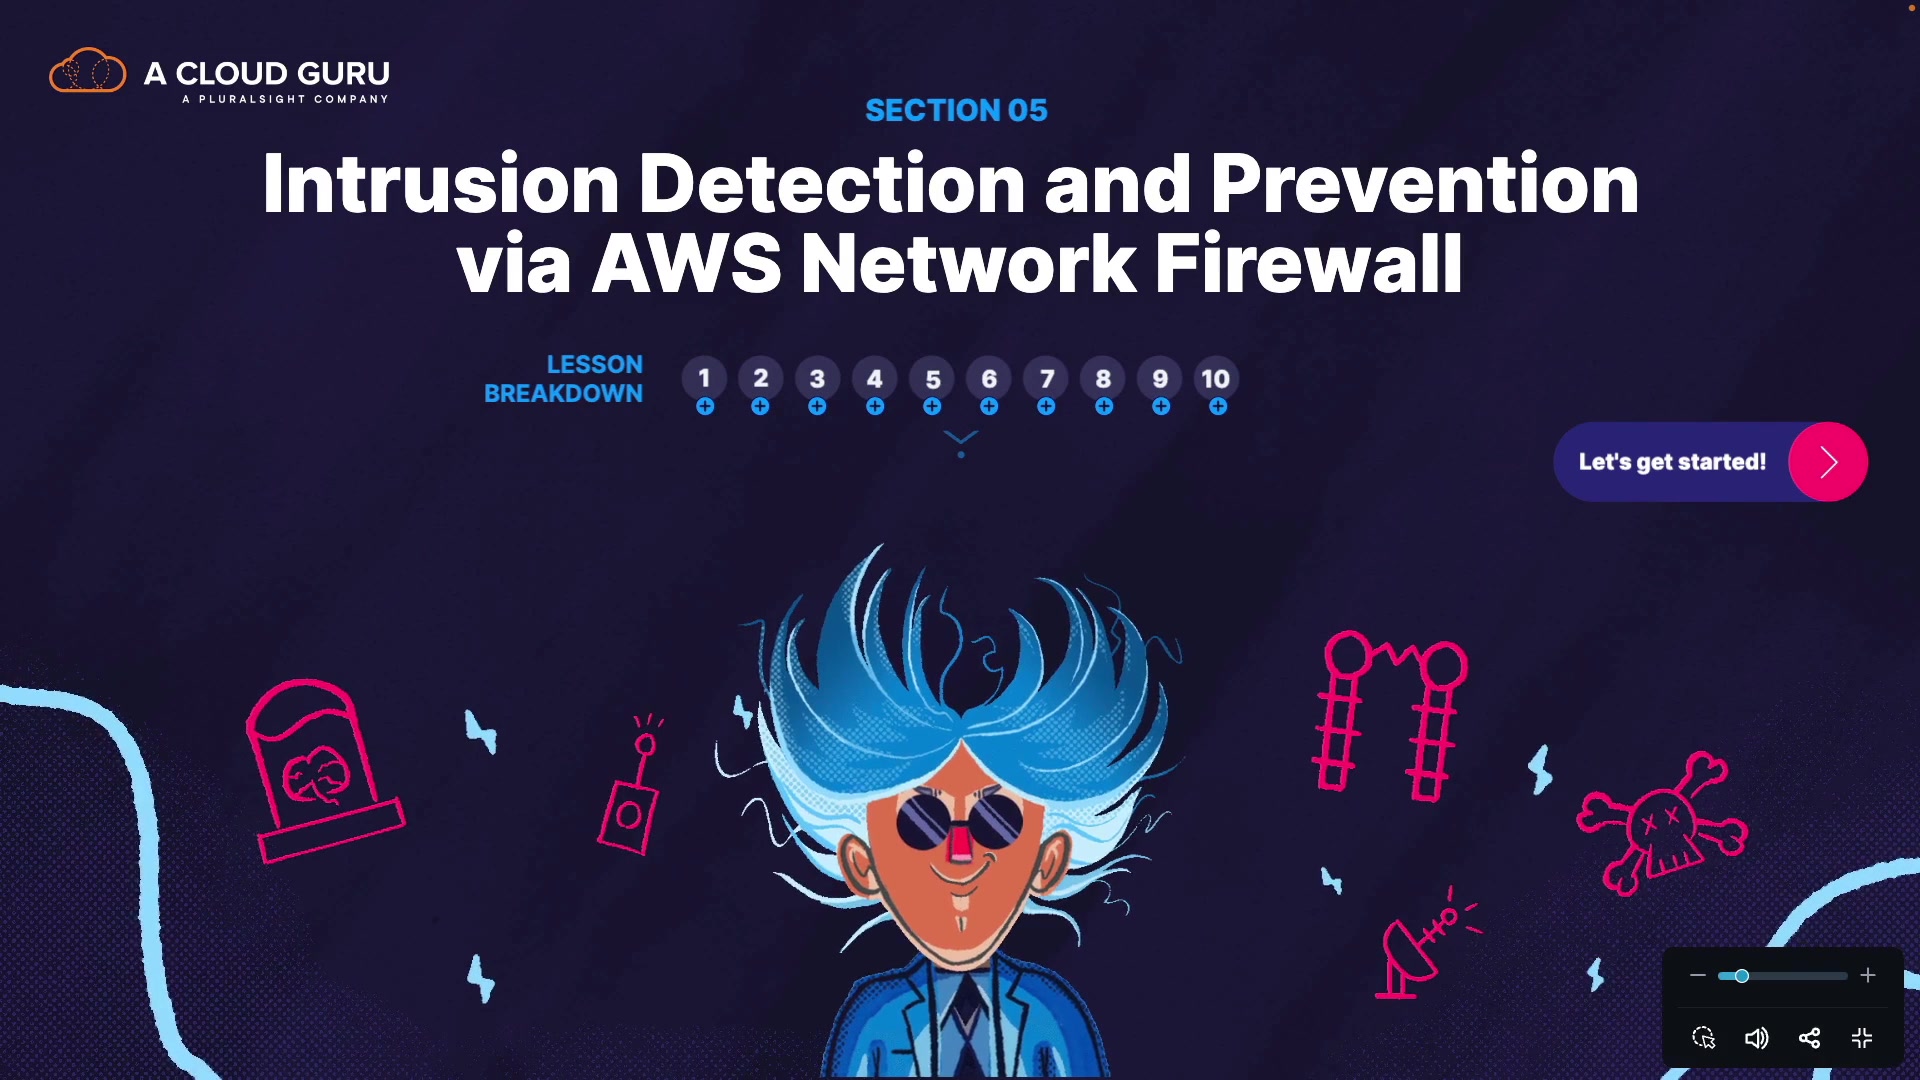 A CLOUD GURU
A PLURALSIGHT COMPANY
SECTION 05
Intrusion Detection and Prevention
via AWS Network Firewall
LESSON
BREAKDOWN
1 2 3 4 5 6 7 8 9 10
Let's get started!